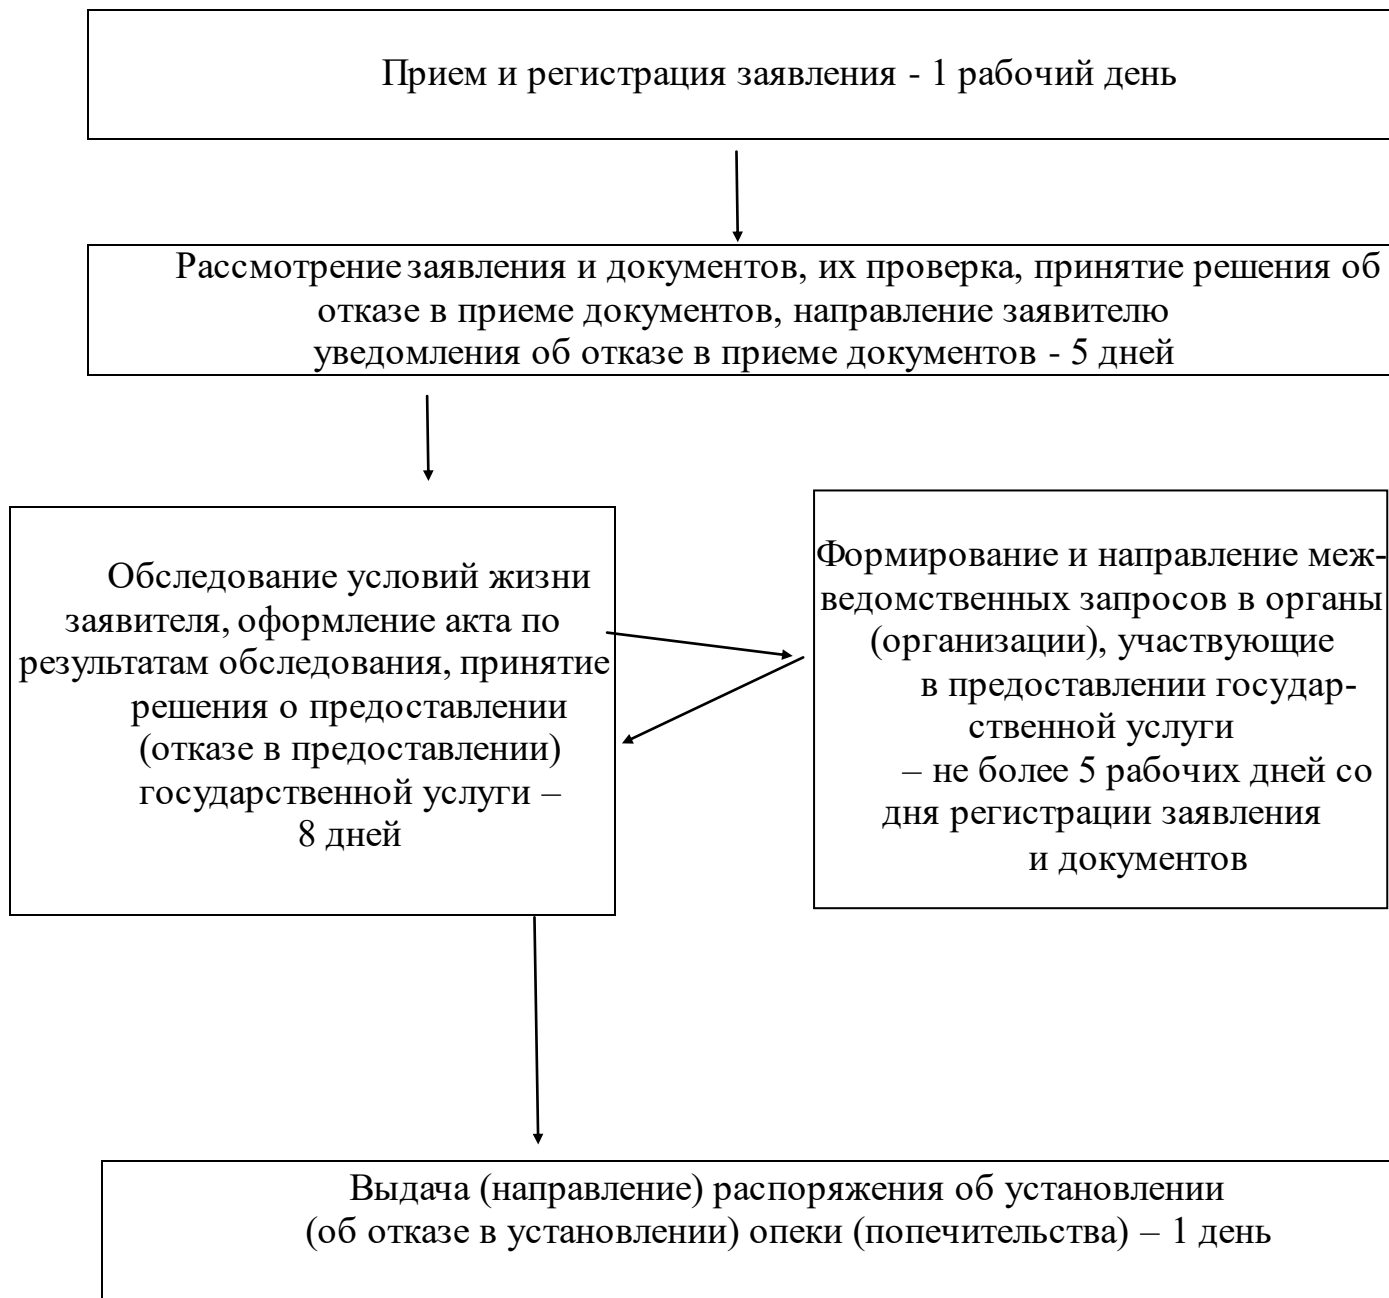 Прием и регистрация заявления - 1 рабочий день
Рассмотрение заявления и документов, их проверка, принятие решения об
отказе в приеме документов, направление заявителю
уведомления об отказе в приеме документов - 5 дней
Обследование условий жизни
заявителя, оформление акта по
результатам обследования, принятие
решения о предоставлении
(отказе в предоставлении)
государственной услуги –
8 дней
Формирование и направление меж-
ведомственных запросов в органы
(организации), участвующие
в предоставлении государ-
ственной услуги
– не более 5 рабочих дней со
дня регистрации заявления
и документов
Выдача (направление) распоряжения об установлении
(об отказе в установлении) опеки (попечительства) – 1 день